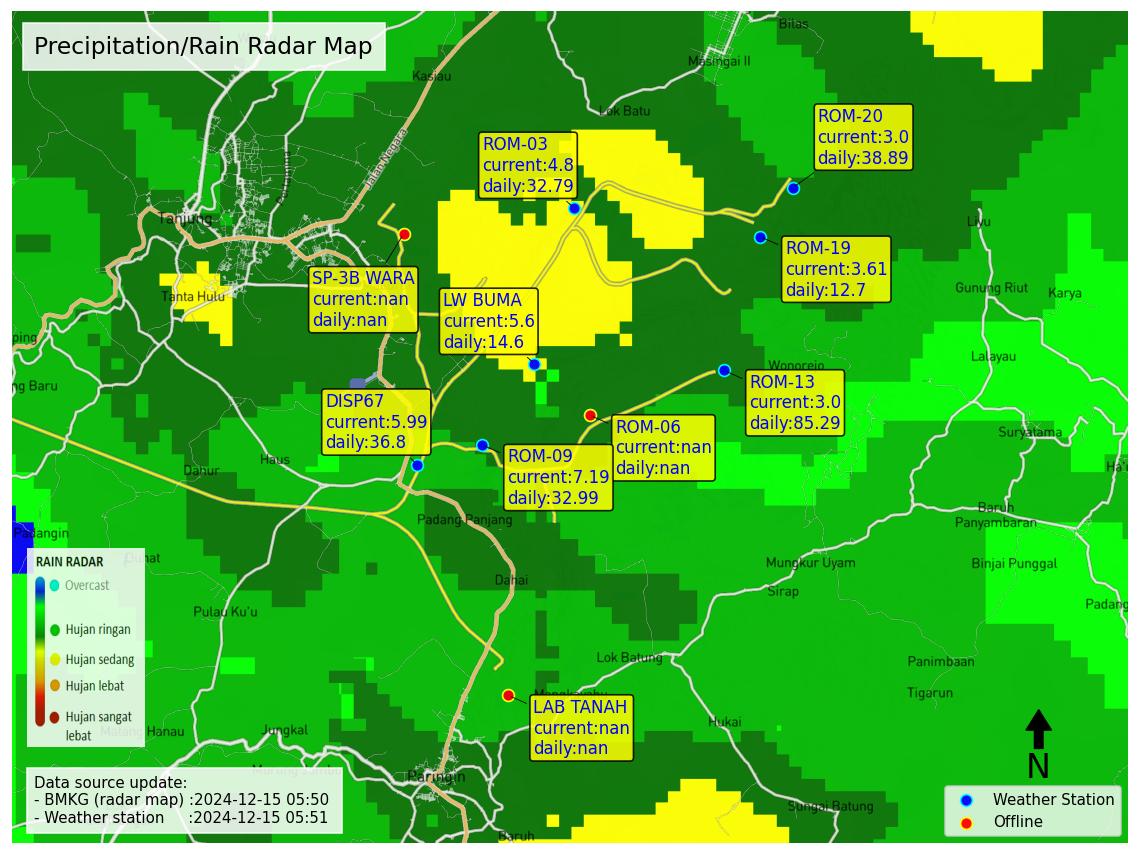 Precipitation/Rain Radar Map
Bilas
Masingai II
Kasiau
Lok Batu
Jalan Negara
ROM-20
current:3.0
daily:38.89
ROM-03
current:4.8
daily:32.79
Tanjung
Liyu
ROM-19
current:3.61
daily:12.7
SP-3B WARA
current:nan
daily:nan
Tanta Hulu
LW BUMA
current:5.6
daily:14.6
Gunung Riut
Karya
ping
Lalayau
Wonorejo
ng Baru
ROM-13
current:3.0
daily:85.29
DISP67
current:5.99
daily:36.8
ROM-06
current:nan
daily:nan
Suryatama
Haus
Dahur
ROM-09
current:7.19
daily:32.99
Padang Panjang
Baruh
Panyambaran
Padangin
Mungkur Uyam
Binjai Punggal
Dahai
Sirap
Padang
Pulau Ku'u
RAIN RADAR
Overcast
Hujan ringan
Hujan sedang
Hujan lebat
Hujan sangat
lebat
Lok Batung
Panimbaan
Tigarun
LAB TANAH
current:nan
daily:nan
Hukai
Manau
Jungkal
N
Paringin
Data source update:
- BMKG (radar map) :2024-12-15 05:50
- Weather station :2024-12-15 05:51
Sungai Batung
Baruh
Weather Station
Offline